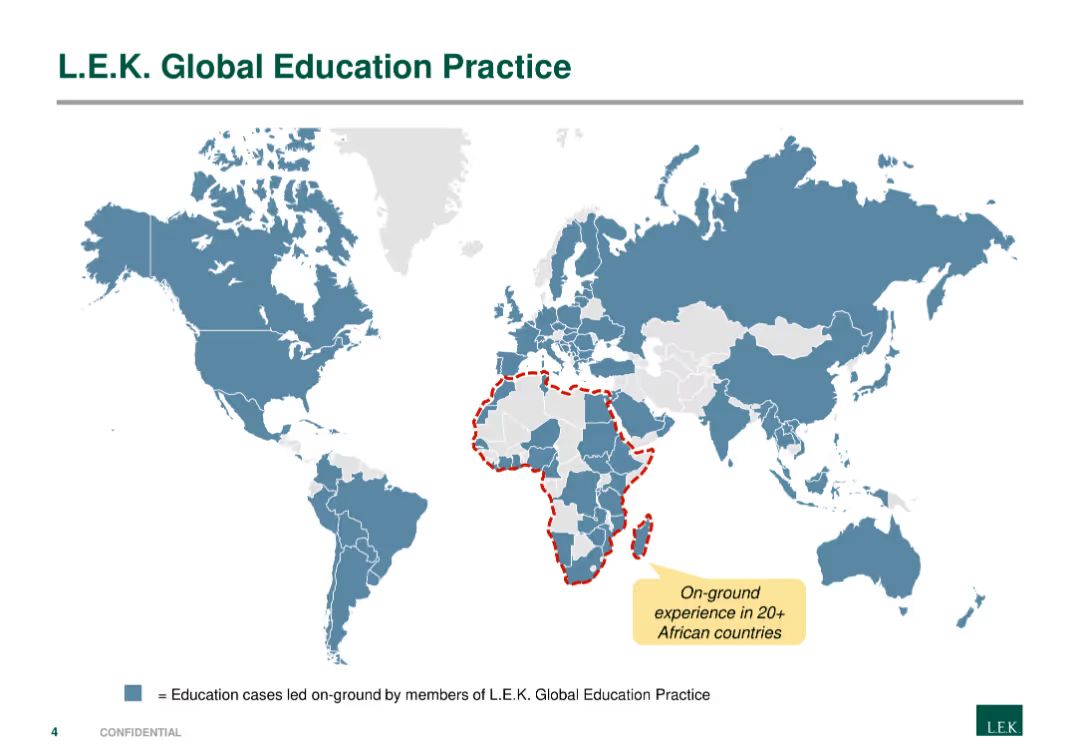 L.E.K. Global Education Practice
On-ground
experience in 20+
African countries
= Education cases led on-ground by members of L.E.K. Global Education Practice
4 CONFIDENTIAL
L.E.K.